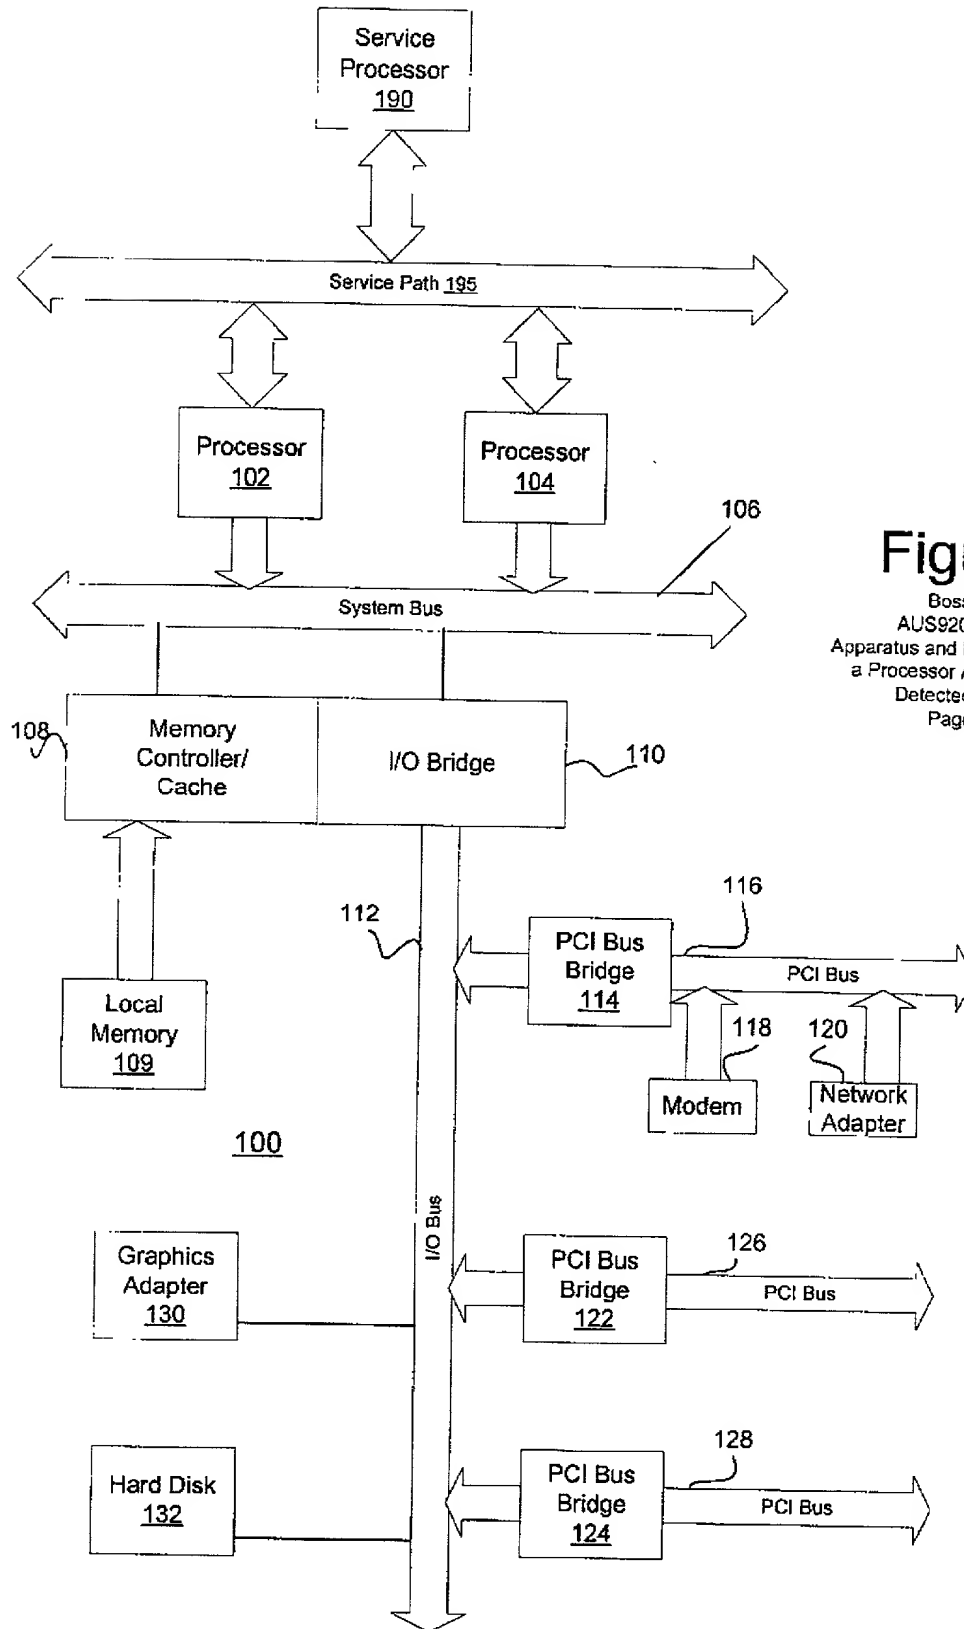 Service
Processor
190
Service Path 195
Processor
102
Processor
104
106
System Bus
108
Memory
Controller/
Cache
I/O Bridge
110
112
Local
Memory
109
PCI Bus
Bridge
114
116
PCI Bus
118
120
Modem
Network
Adapter
100
I/O Bus
Graphics
Adapter
130
PCI Bus
Bridge
122
126
PCI Bus
Hard Disk
132
PCI Bus
Bridge
124
128
PCI Bus
Apparatus and
a Processor
Detected